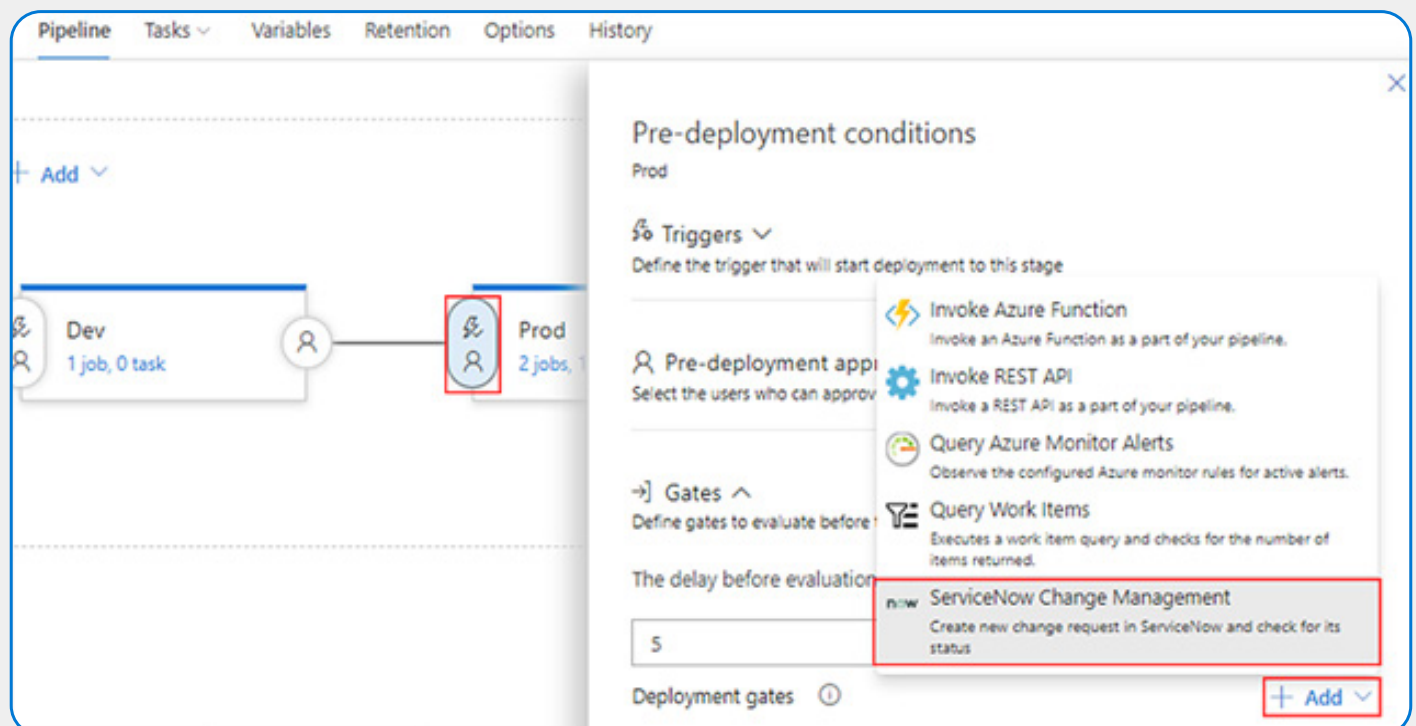 Pipeline Tasks Variables Retention Options History
+ Add
Dev
1 job, 0 task
Prod
2 jobs, 1
Pre-deployment conditions
Prod
Triggers
Define the trigger that will start deployment to this stage
Pre-deployment app
Select the users who can approv
Gates
Define gates to evaluate before
The delay before evaluation
5
Deployment gates
+ Add
Invoke Azure Function
Invoke an Azure Function as a part of your pipeline.
Invoke REST API
Invoke a REST API as a part of your pipeline.
Query Azure Monitor Alerts
Observe the configured Azure monitor rules for active alerts.
Query Work Items
Executes a work item query and checks for the number of
items returned.
now ServiceNow Change Management
Create new change request in ServiceNow and check for its
status